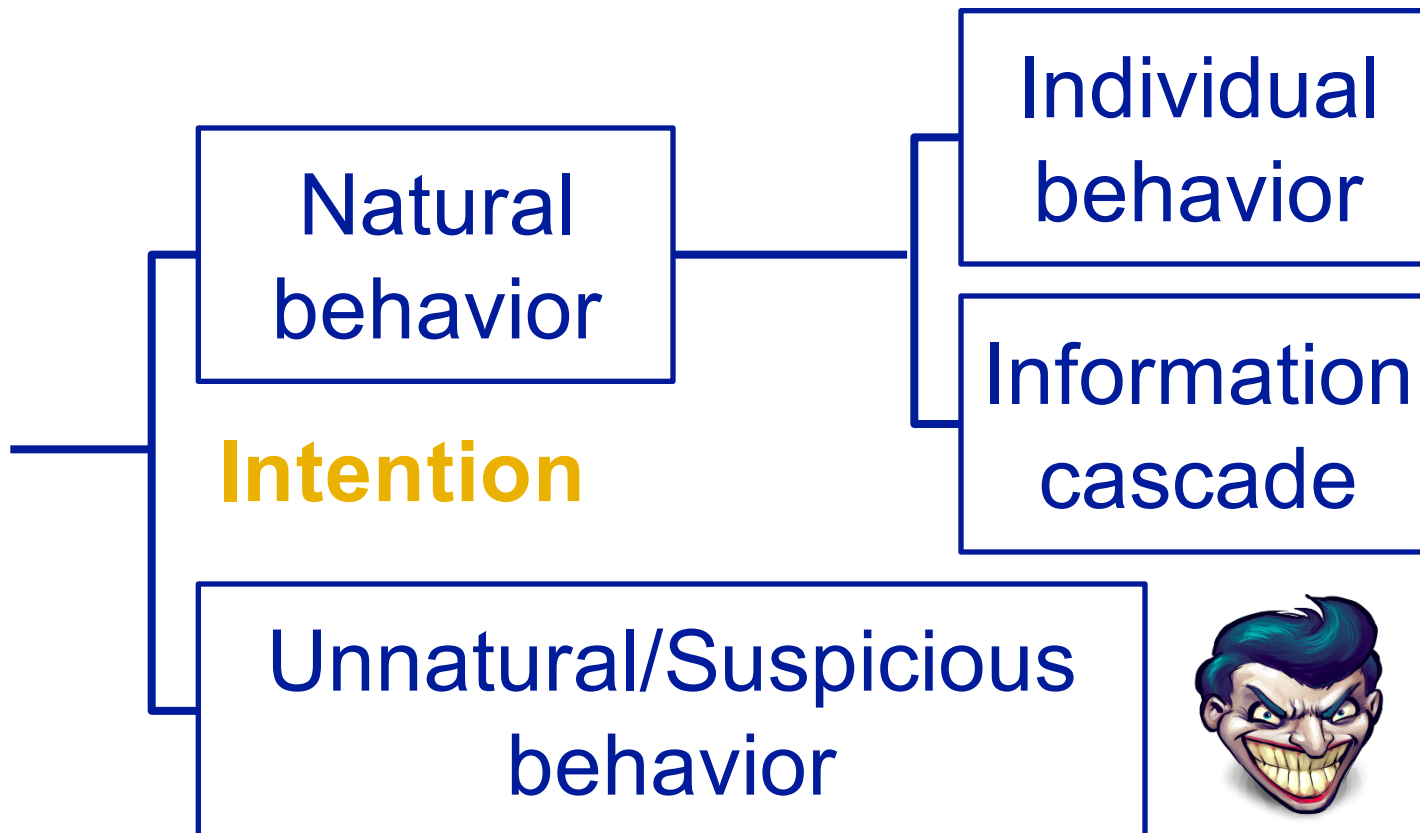 Natural
behavior
Individual
behavior
Information
cascade
Intention
Unnatural/Suspicious
behavior